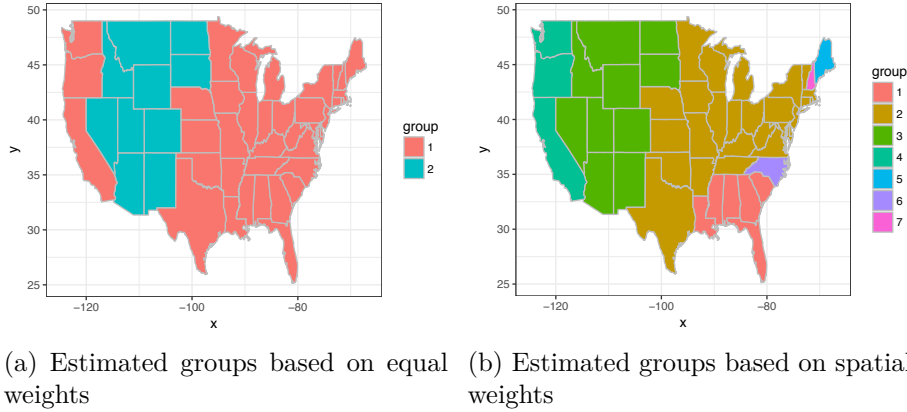 50
45
40
35
30
25
y
−120
−100
−80
x
group
1
2
50
45
40
35
30
25
y
−120
−100
−80
x
group
1
2
3
4
5
6
7
(a) Estimated groups based on equal
weights
(b) Estimated groups based on spatial
weights